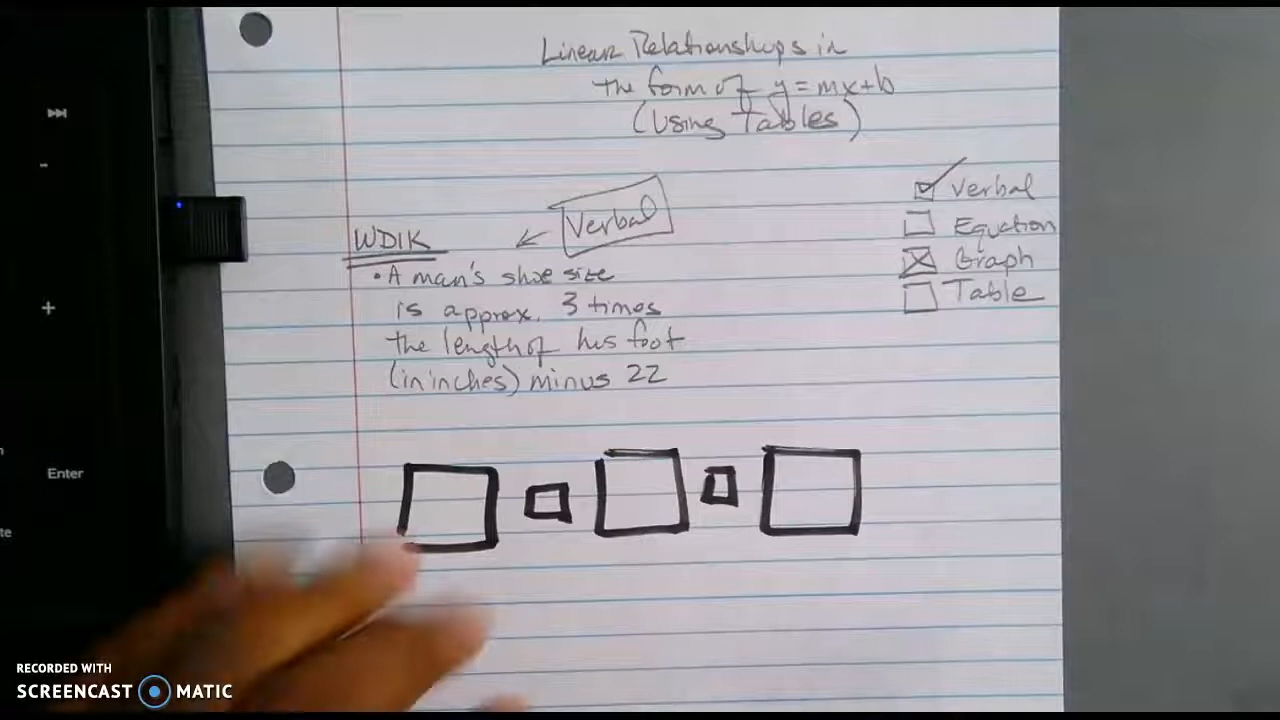 Linear Relationships in
the form of y = mx + b
(Using Tables)
Verbal
Verbal
Equation
Graph
Table
WDIK
• A man's shoe size
is approx. 3 times
the length of his foot
(in inches) minus 22
Enter
RECORDED WITH
SCREENCAST MATIC